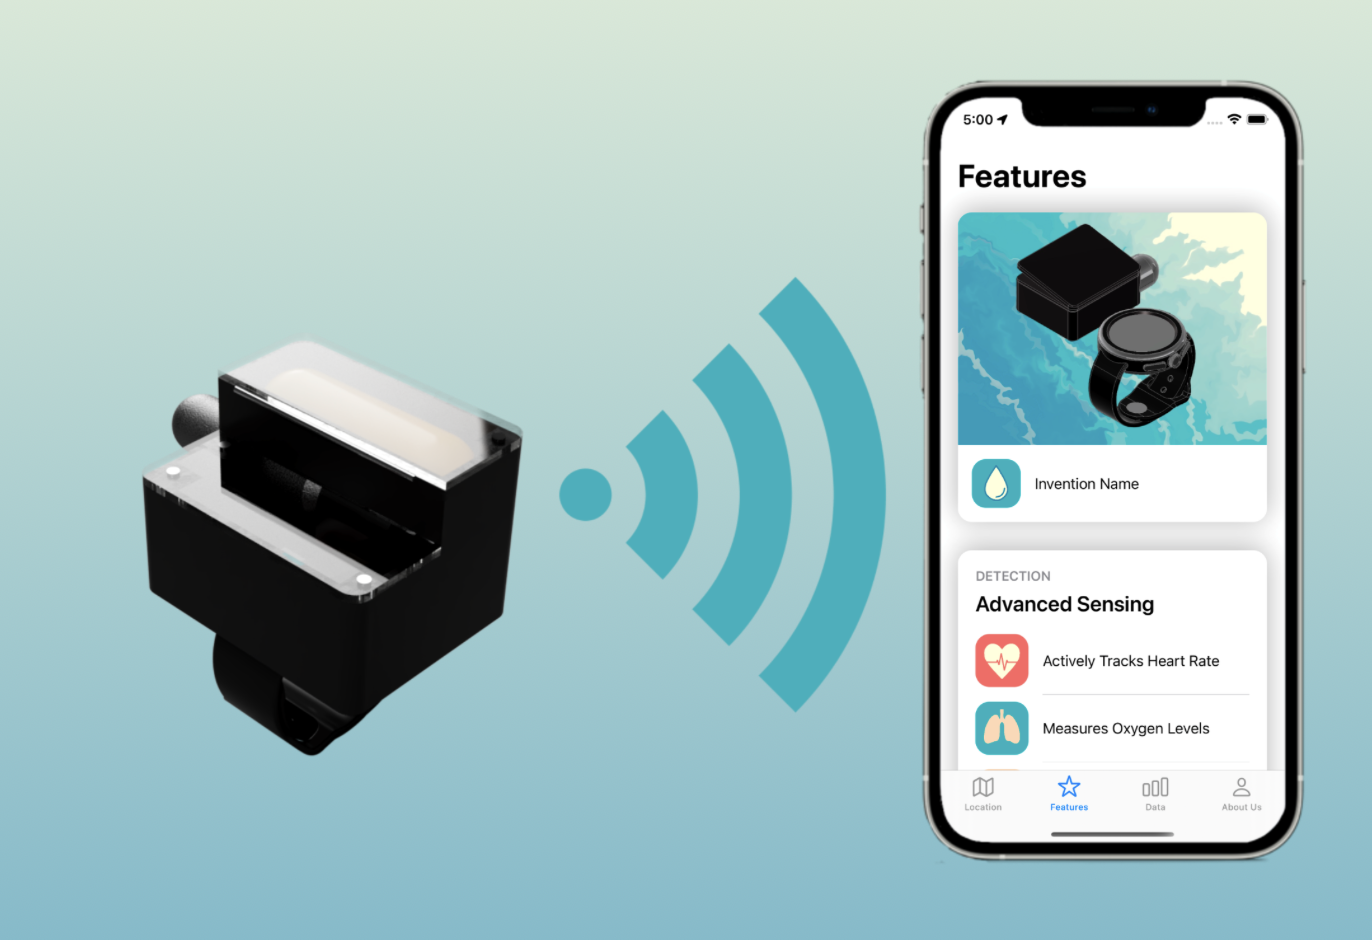 5:00
Features
Invention Name
DETECTION
Advanced Sensing
Actively Tracks Heart Rate
Measures Oxygen Levels
Location
Features
Data
About Us